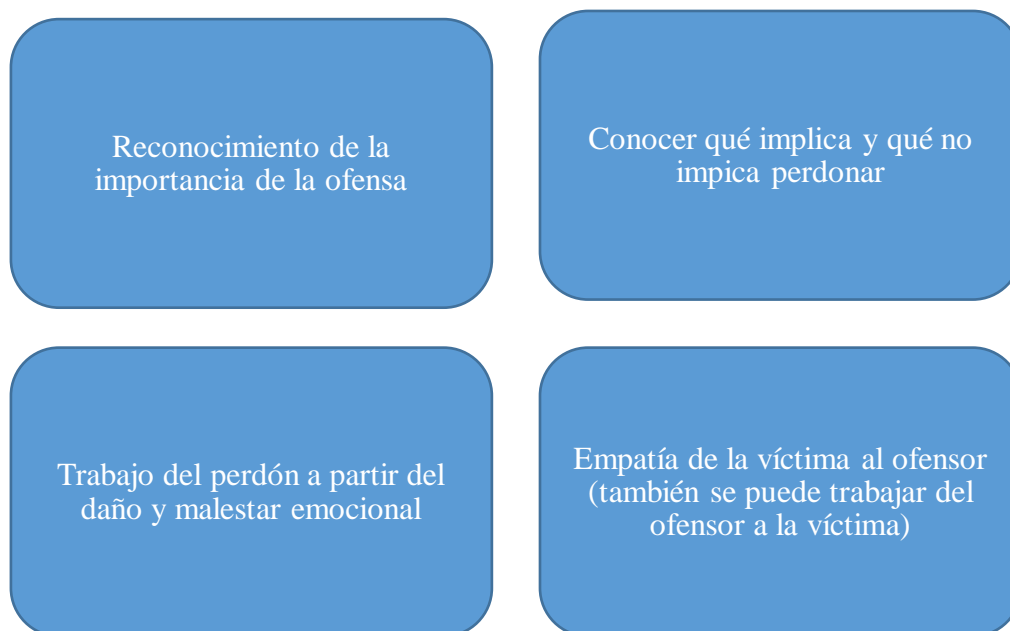 Reconocimiento de la
importancia de la ofensa
Conocer qué implica y qué no
impica perdonar
Trabajo del perdón a partir del
daño y malestar emocional
Empatía de la víctima al ofensor
(también se puede trabajar del
ofensor a la víctima)